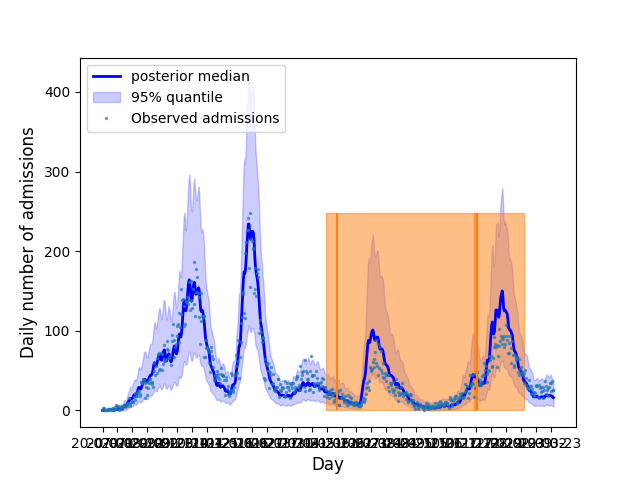 posterior median
95% quantile
Observed admissions
400
300
200
100
0
Daily number of admissions
Day